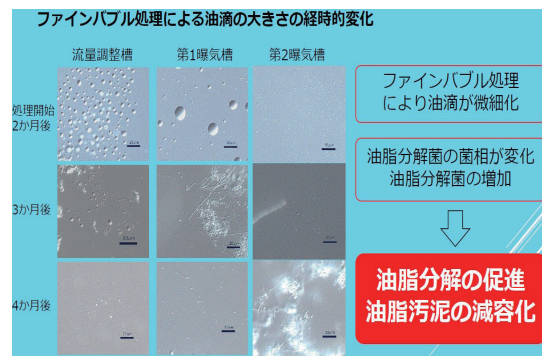 ファインバブル処理による油滴の大きさの経時的変化
流量調整槽
第1曝気槽
第2曝気槽
処理開始
2か月後
3か月後
4か月後
ファインバブル処理
により油滴が微細化
油脂分解菌の菌相が変化
油脂分解菌の増加
油脂分解の促進
油脂汚泥の減容化